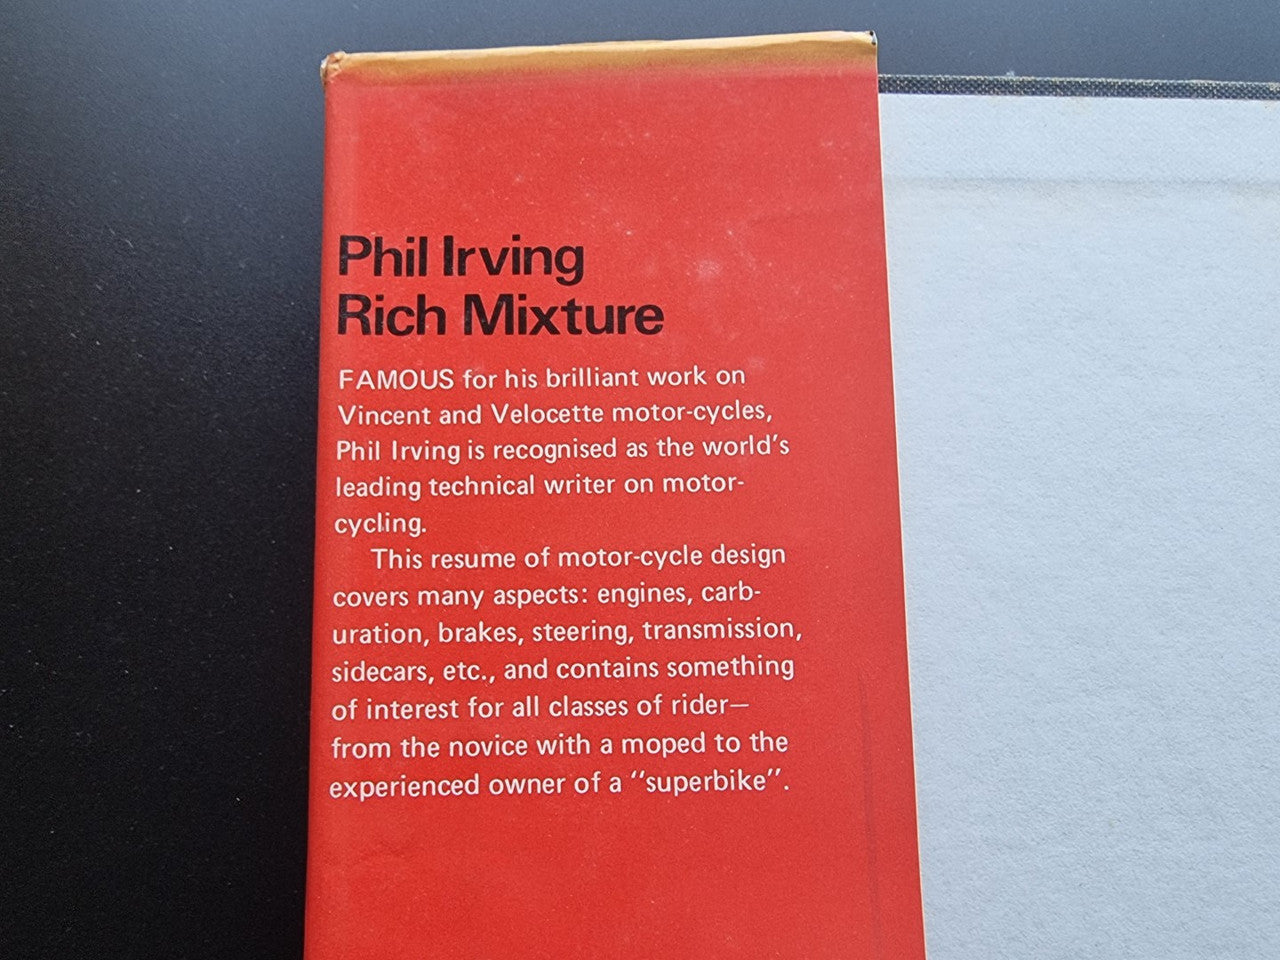 Phil Irving
Rich Mixture
FAMOUS for his brilliant work on
Vincent and Velocette motor-cycles,
Phil Irving is recognised as the world's
leading technical writer on motor-
cycling.
This resume of motor-cycle design
covers many aspects: engines, carb-
uration, brakes, steering, transmission,
sidecars, etc., and contains something
of interest for all classes of rider—
from the novice with a moped to the
experienced owner of a "superbike".